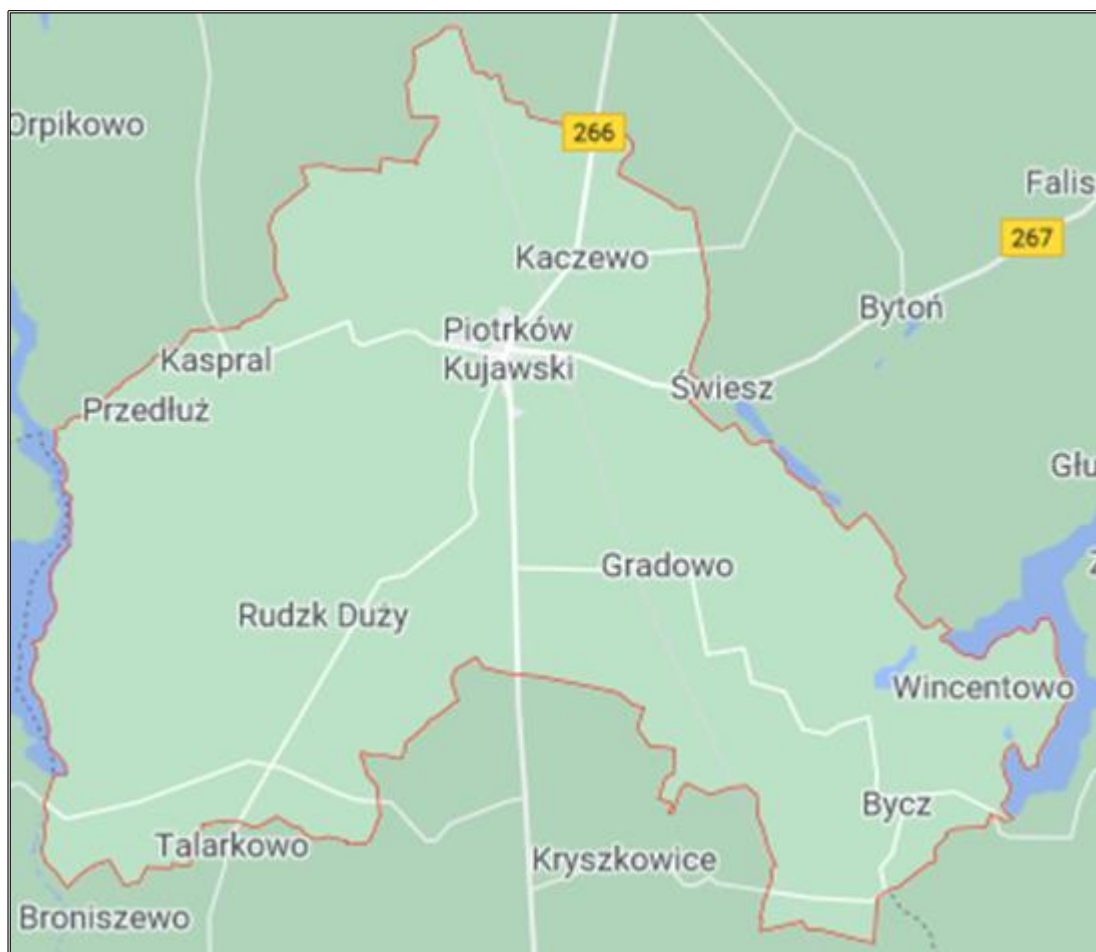 Orpikowo
266
Falis
267
Kaczewo
Bytoń
Piotrków
Kujawski
Kaspral
Świesz
Przedłuż
Głu
Gradowo
Z
Rudzk Duży
Wincentowo
Bycz
Talarkowo
Kryszkowice
Broniszewo